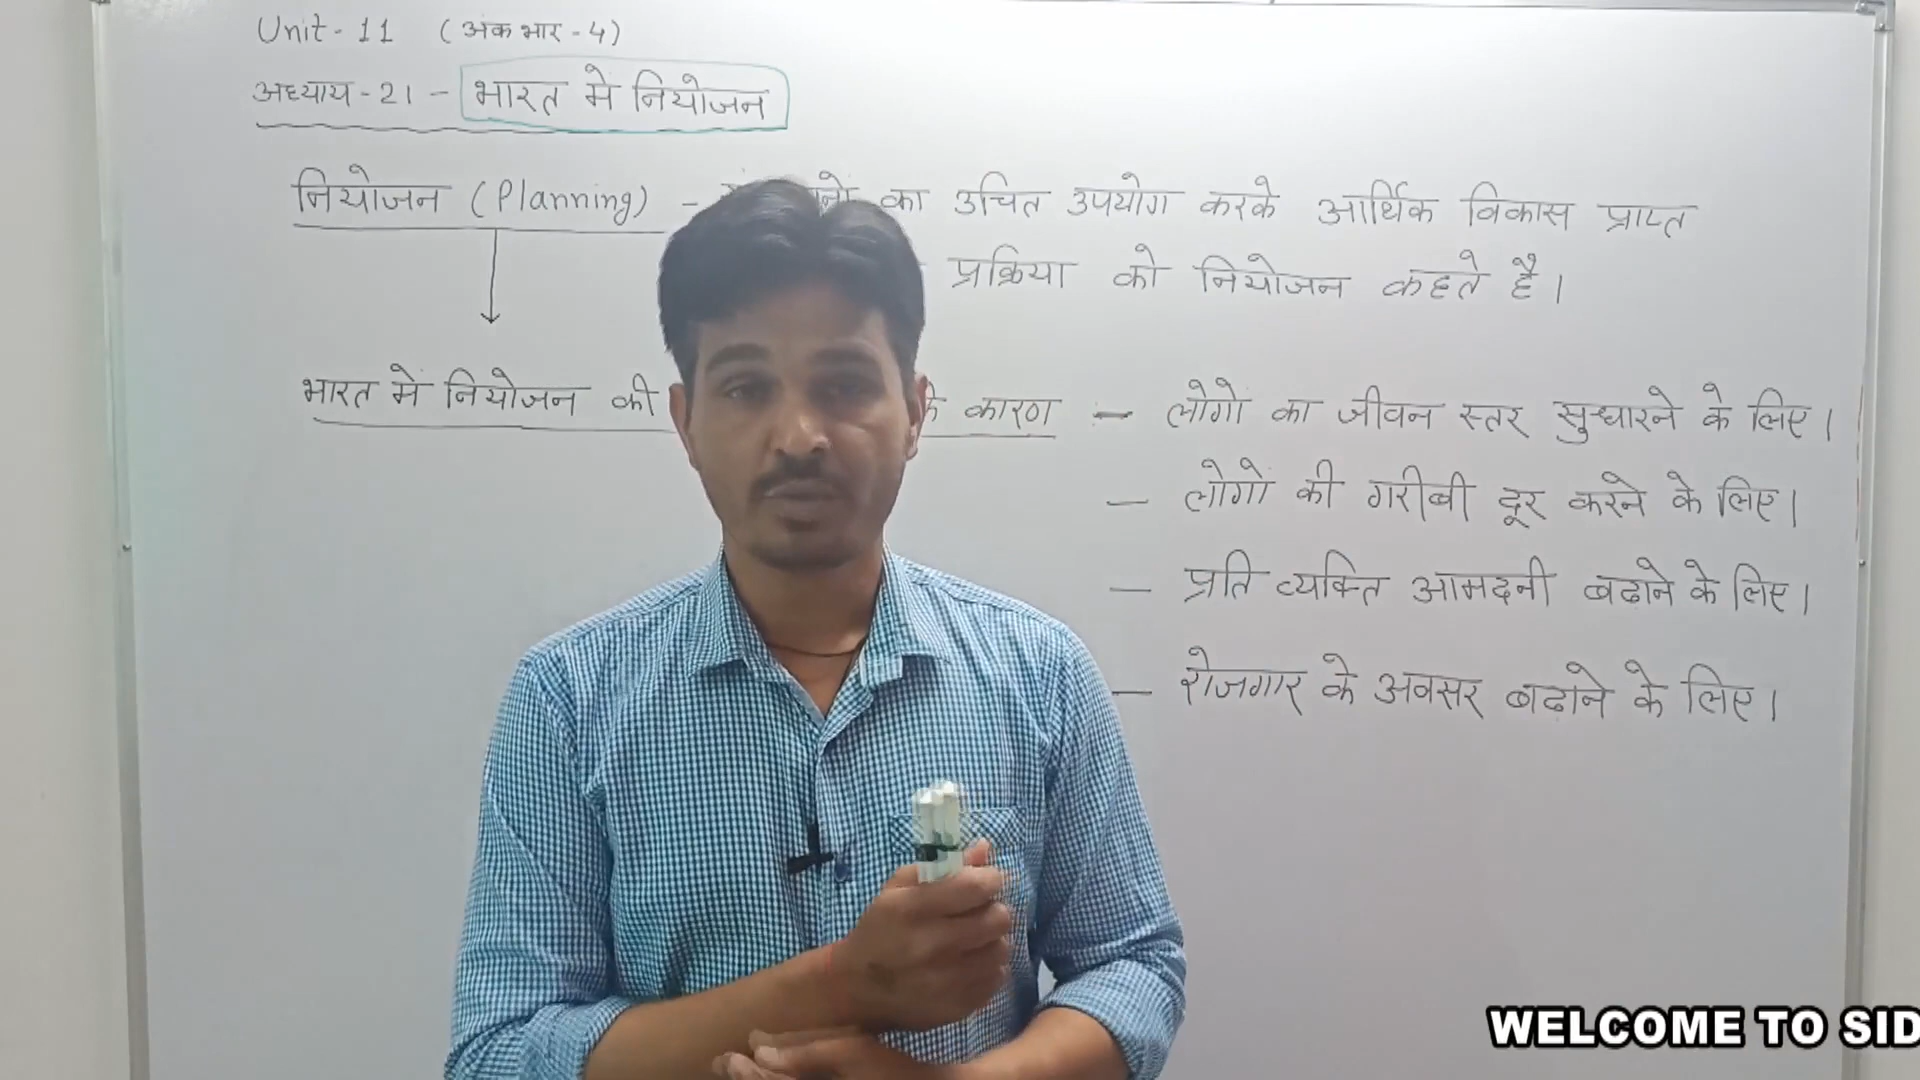 Unit - 11 (अंक भार - 4)
अध्याय - 21 - भारत मे नियोजन
नियोजन (Planning) - का उचित उपयोग करके आर्थिक विकास प्राप्त
प्रक्रिया को नियोजन कहते है।
भारत में नियोजन की के कारण - लोगो का जीवन स्तर सुधारने के लिए।
- लोगो की गरीबी दूर करने के लिए।
- प्रति व्यक्ति आमदनी बढाने के लिए।
- रोजगार के अवसर बढाने के लिए।
WELCOME TO SID